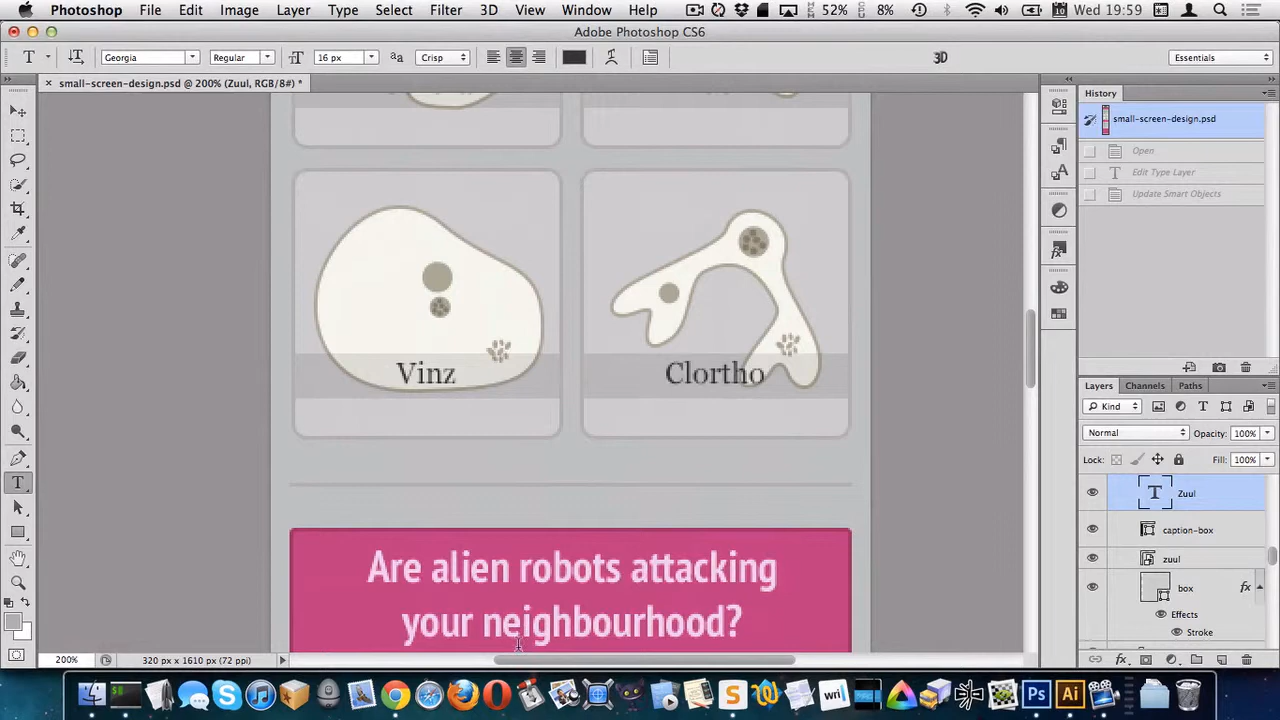 Photoshop File Edit Image Layer Type Select Filter 3D View Window Help 52% 8% Wed 19:59
Adobe Photoshop CS6
T Georgia Regular 16 px Crisp 3D Essentials
small-screen-design.psd @ 200% (Zuul, RGB/8#) *
History
small-screen-design.psd
Open
Edit Type Layer
Update Smart Objects
Vinz
Clortho
Are alien robots attacking
your neighbourhood?
Layers Channels Paths
Kind
Normal Opacity: 100%
Lock: Fill: 100%
T Zuul
caption-box
zuul
box fx
Effects
Stroke
200% 320 px x 1610 px (72 ppi)